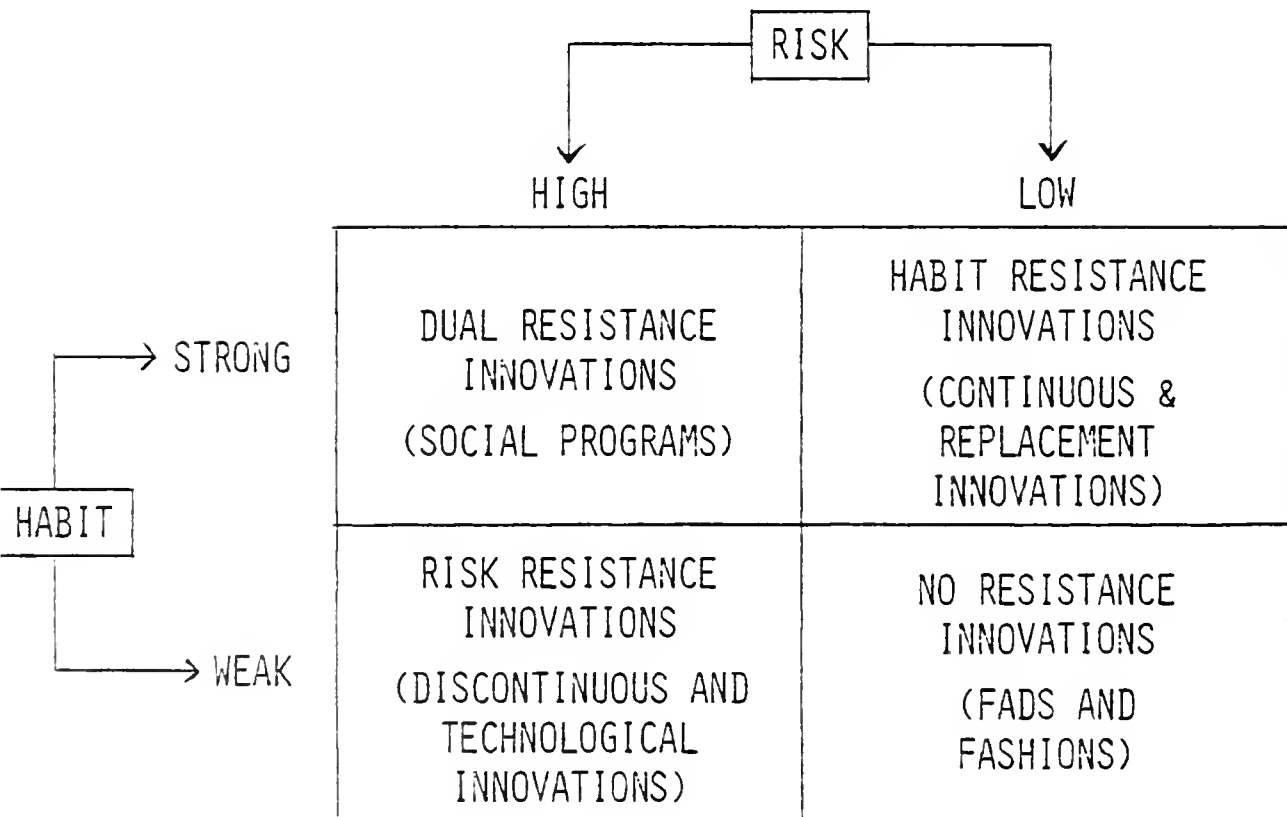 RISK
HIGH
LOW
STRONG
HABIT
WEAK
DUAL RESISTANCE
INNOVATIONS
(SOCIAL PROGRAMS)
HABIT RESISTANCE
INNOVATIONS
(CONTINUOUS &
REPLACEMENT
INNOVATIONS)
RISK RESISTANCE
INNOVATIONS
(DISCONTINUOUS AND
TECHNOLOGICAL
INNOVATIONS)
NO RESISTANCE
INNOVATIONS
(FADS AND
FASHIONS)